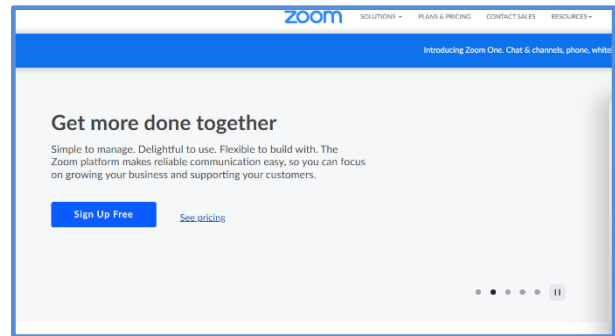 zoom SOLUTIONS PLANS & PRICING CONTACT SALES RESOURCES
Introducing Zoom One. Chat & channels, phone, white
Get more done together
Simple to manage. Delightful to use. Flexible to build with. The
Zoom platform makes reliable communication easy, so you can focus
on growing your business and supporting your customers.
Sign Up Free See pricing